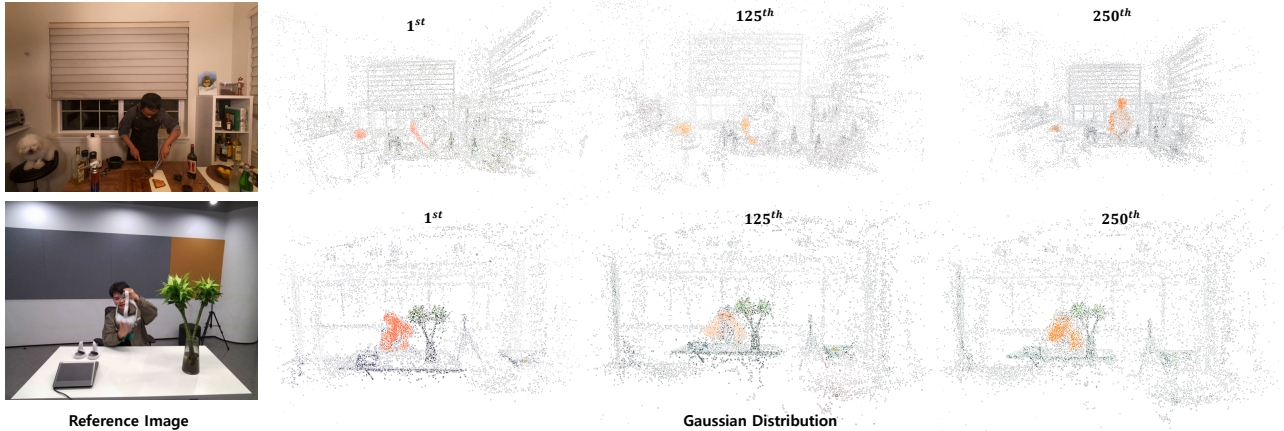 1st
125th
250th
1st
125th
250th
Reference Image
Gaussian Distribution